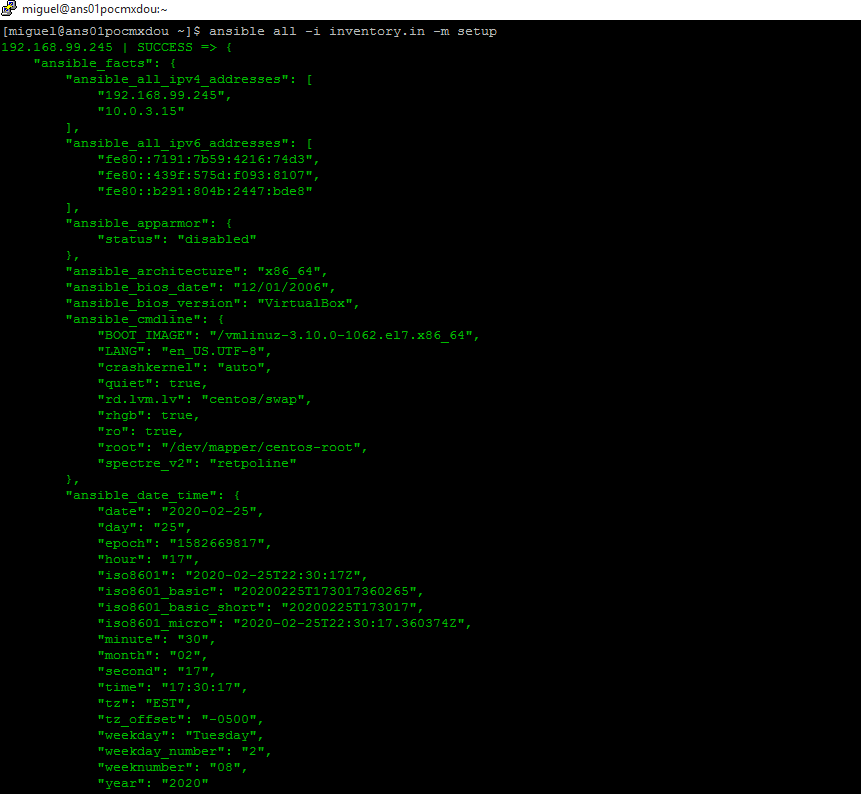 miguel@ans01pocmxdou:~
[miguel@ans01pocmxdou ~]$ ansible all -i inventory.in -m setup
192.168.99.245 | SUCCESS => {
    "ansible_facts": {
        "ansible_all_ipv4_addresses": [
            "192.168.99.245",
            "10.0.3.15"
        ],
        "ansible_all_ipv6_addresses": [
            "fe80::7191:7b59:4216:74d3",
            "fe80::439f:575d:f093:8107",
            "fe80::b291:804b:2447:bde8"
        ],
        "ansible_apparmor": {
            "status": "disabled"
        },
        "ansible_architecture": "x86_64",
        "ansible_bios_date": "12/01/2006",
        "ansible_bios_version": "VirtualBox",
        "ansible_cmdline": {
            "BOOT_IMAGE": "/vmlinuz-3.10.0-1062.el7.x86_64",
            "LANG": "en_US.UTF-8",
            "crashkernel": "auto",
            "quiet": true,
            "rd.lvm.lv": "centos/swap",
            "rhgb": true,
            "ro": true,
            "root": "/dev/mapper/centos-root",
            "spectre_v2": "retpoline"
        },
        "ansible_date_time": {
            "date": "2020-02-25",
            "day": "25",
            "epoch": "1582669817",
            "hour": "17",
            "iso8601": "2020-02-25T22:30:17Z",
            "iso8601_basic": "20200225T173017360265",
            "iso8601_basic_short": "20200225T173017",
            "iso8601_micro": "2020-02-25T22:30:17.360374Z",
            "minute": "30",
            "month": "02",
            "second": "17",
            "time": "17:30:17",
            "tz": "EST",
            "tz_offset": "-0500",
            "weekday": "Tuesday",
            "weekday_number": "2",
            "weeknumber": "08",
            "year": "2020"